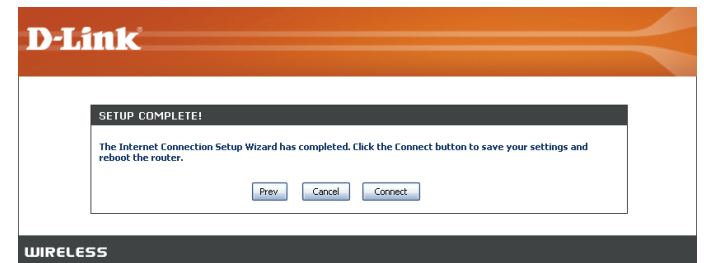 D-Link
SETUP COMPLETE!
The Internet Connection Setup Wizard has completed. Click the Connect button to save your settings and
reboot the router.
Prev Cancel Connect
WIRELESS